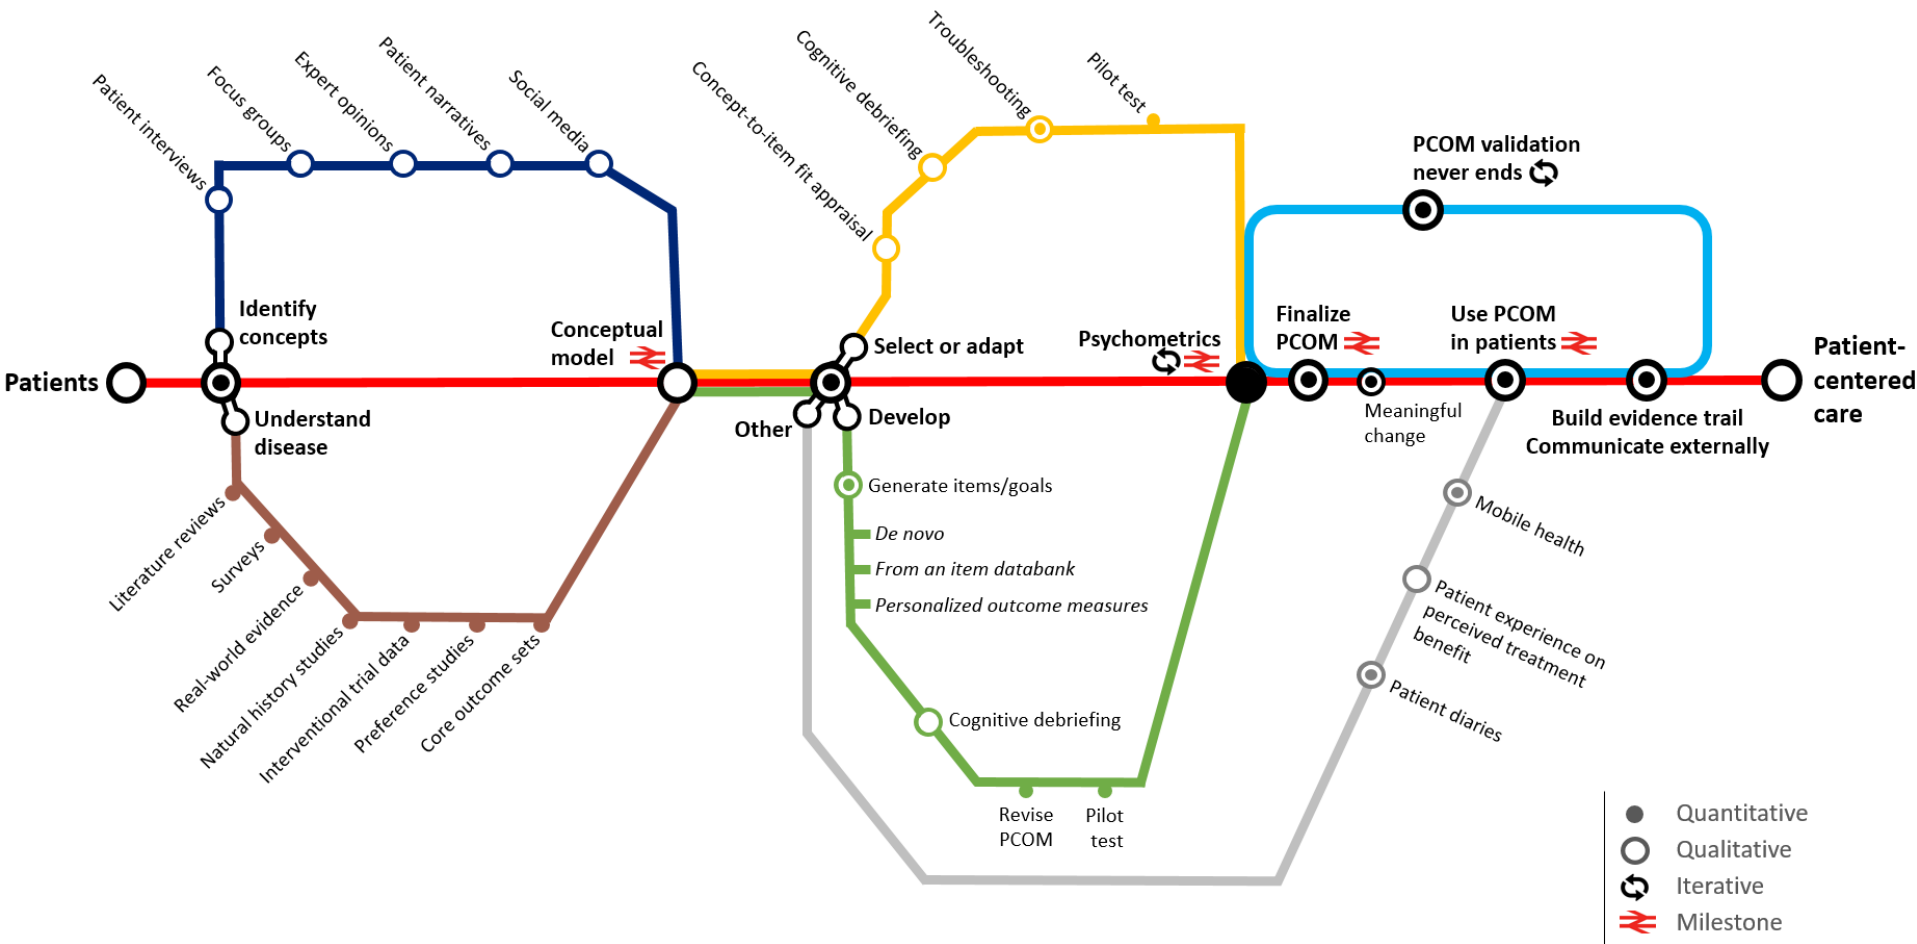 Patient interviews
Focus groups
Expert opinions
Patient narratives
Social media
Concept-to-item fit appraisal
Cognitive debriefing
Troubleshooting
Pilot test
PCOM validation
never ends
Identify
concepts
Conceptual
model
Select or adapt
Psychometrics
Finalize
PCOM
Use PCOM
in patients
Patients
Patient-
centered
care
Understand
disease
Other
Develop
Meaningful
change
Build evidence trail
Communicate externally
Literature reviews
Surveys
Real-world evidence
Natural history studies
Interventional trial data
Preference studies
Core outcome sets
Generate items/goals
De novo
From an item databank
Personalized outcome measures
Cognitive debriefing
Revise
PCOM
Pilot
test
Mobile health
Patient experience on
perceived treatment
benefit
Patient diaries
Quantitative
Qualitative
Iterative
Milestone